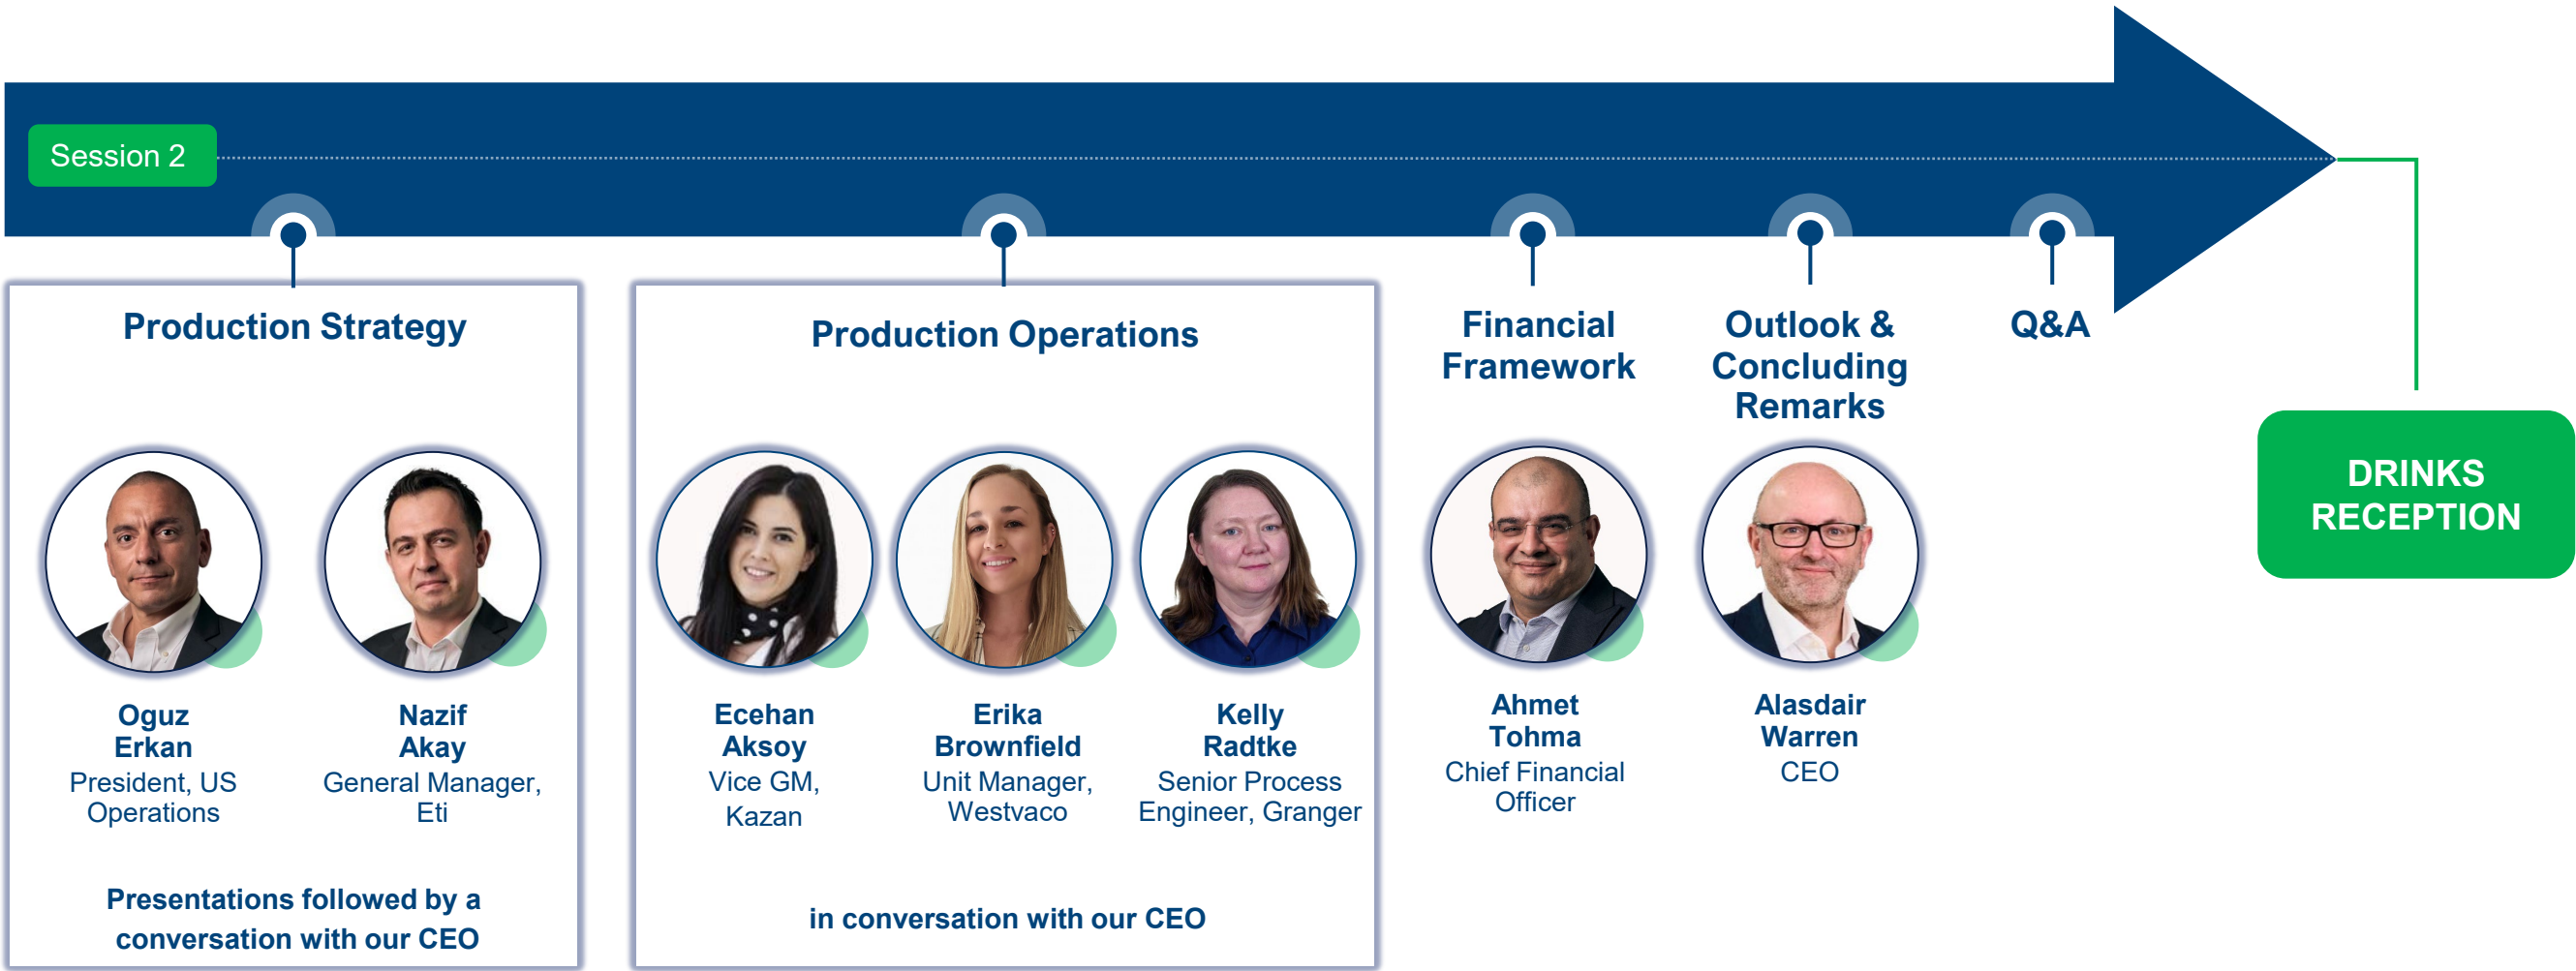 Session 2
Production Strategy
Oguz
Erkan
President, US
Operations
Nazif
Akay
General Manager,
Eti
Presentations followed by a
conversation with our CEO
Production Operations
Ecehan
Aksoy
Vice GM,
Kazan
Erika
Brownfield
Unit Manager,
Westvaco
Kelly
Radtke
Senior Process
Engineer, Granger
in conversation with our CEO
Financial
Framework
Ahmet
Tohma
Chief Financial
Officer
Outlook &
Concluding
Remarks
Alasdair
Warren
CEO
Q&A
DRINKS
RECEPTION